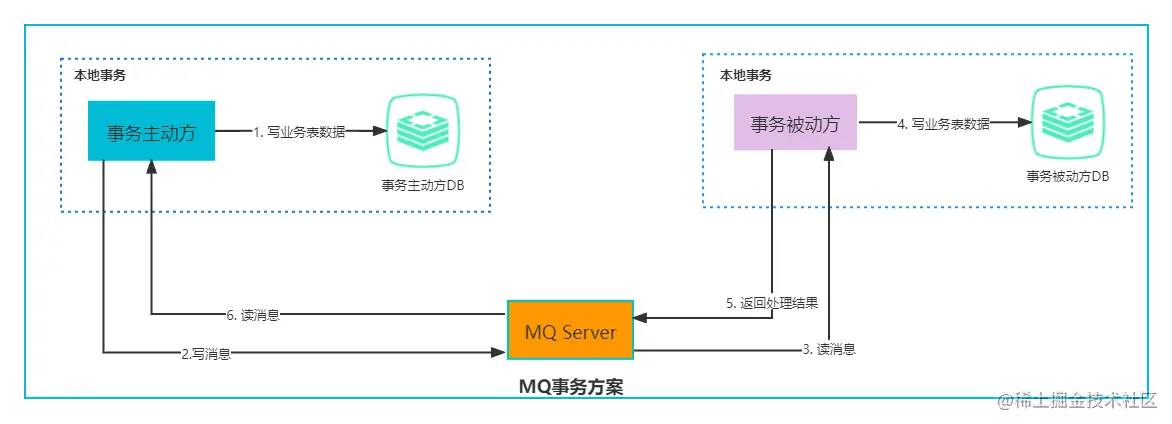 本地事务
事务主动方
1. 写业务表数据
事务主动方DB
本地事务
事务被动方
4. 写业务表数据
事务被动方DB
6. 读消息
2.写消息
MQ Server
5. 返回处理结果
3. 读消息
MQ事务方案
@稀土掘金技术社区